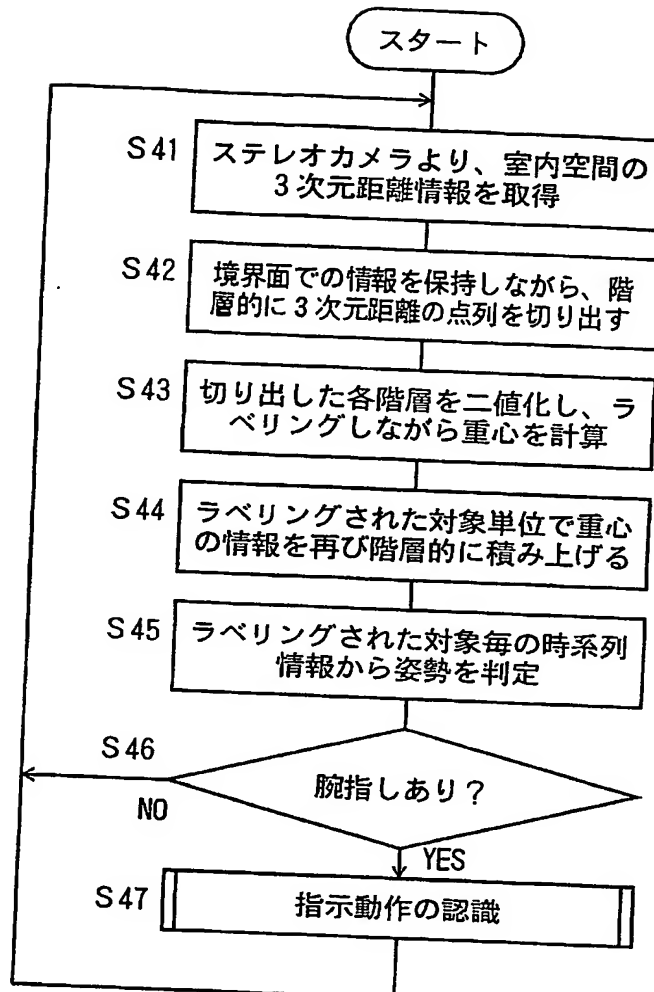 スタート
S41
ステレオカメラより、室内空間の
3次元距離情報を取得
S42
境界面での情報を保持しながら、階
層的に3次元距離の点列を切り出す
S43
切り出した各階層を二値化し、ラ
ベリングしながら重心を計算
S44
ラベリングされた対象単位で重心
の情報を再び階層的に積み上げる
S45
ラベリングされた対象毎の時系列
情報から姿勢を判定
S46
腕指しあり?
NO
YES
S47
指示動作の認識